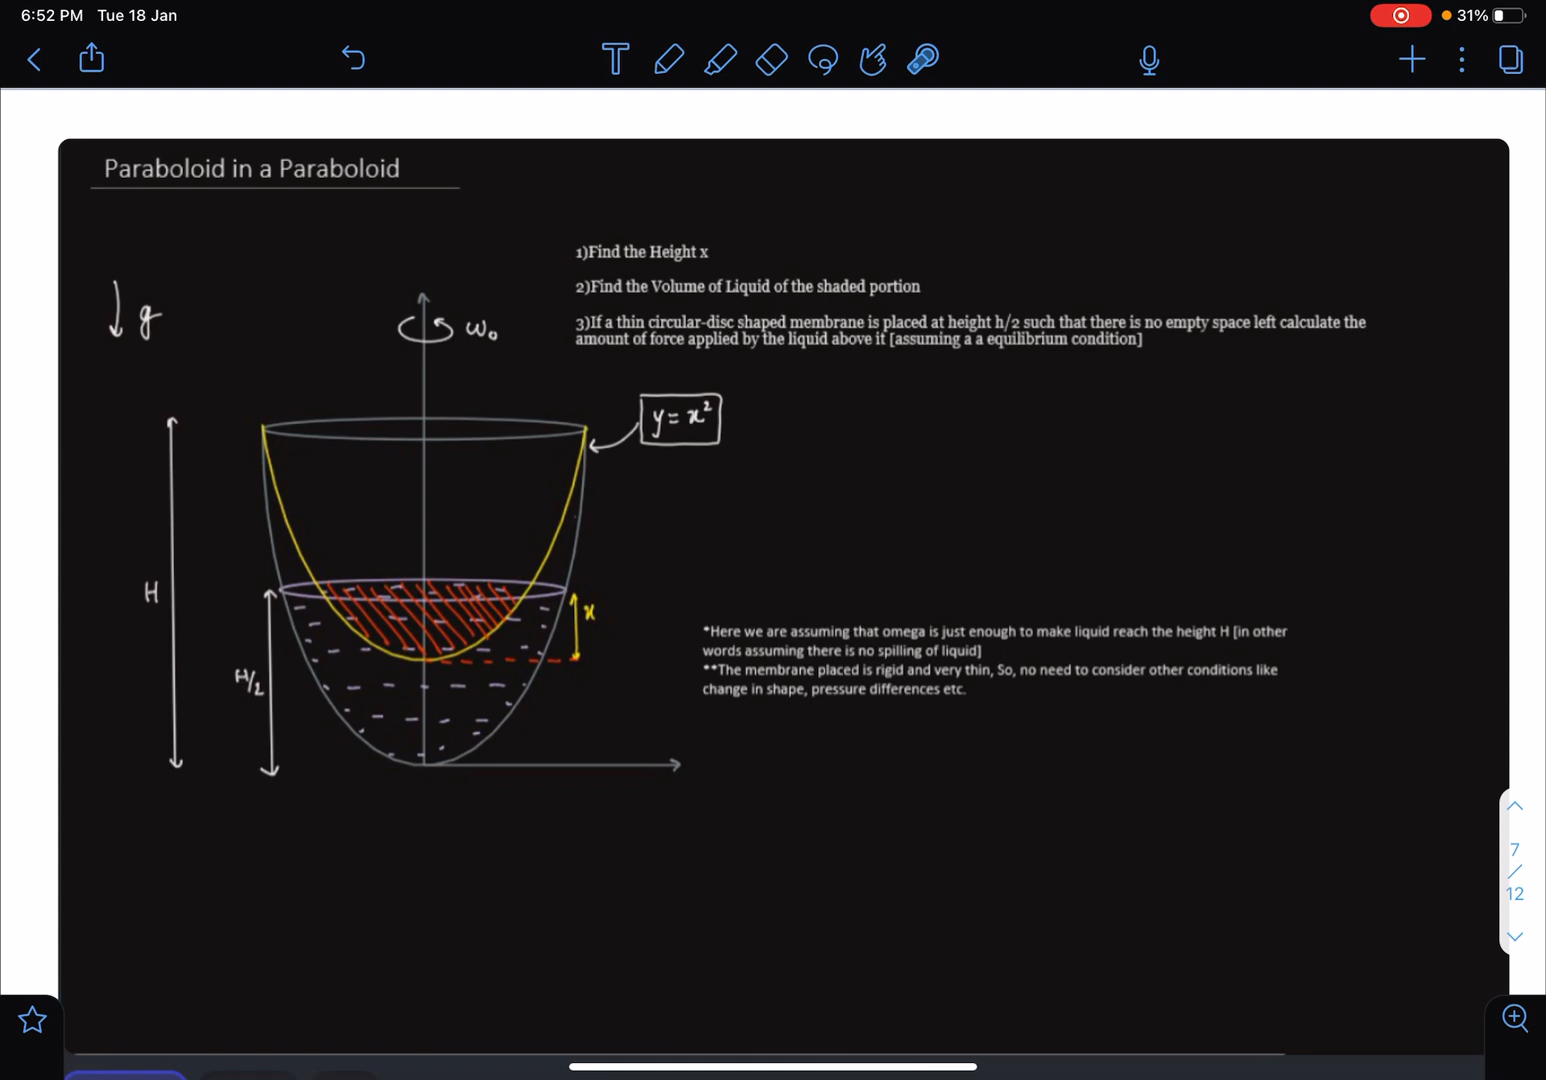 6:52 PM Tue 18 Jan
31%
T
Paraboloid in a Paraboloid
1)Find the Height x
2)Find the Volume of Liquid of the shaded portion
3)If a thin circular-disc shaped membrane is placed at height h/2 such that there is no empty space left calculate the
amount of force applied by the liquid above it [assuming a a equilibrium condition]
g
ω₀
y = x²
H
x
H/2
*Here we are assuming that omega is just enough to make liquid reach the height H [in other
words assuming there is no spilling of liquid]
**The membrane placed is rigid and very thin, So, no need to consider other conditions like
change in shape, pressure differences etc.
7
/
12